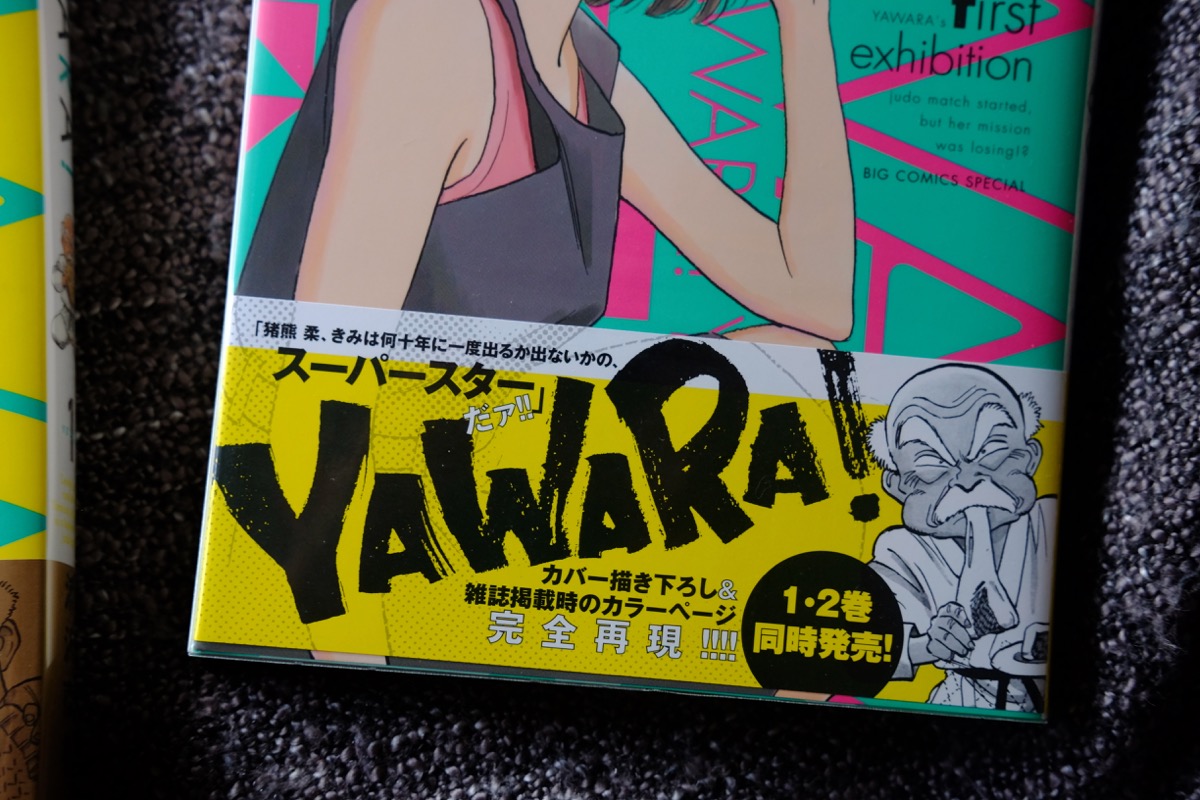 YAWARA's first
exhibition
Judo match started,
but her mission
was losing!?
BIG COMICS SPECIAL
「猪熊 柔、きみは何十年に一度出るか出ないかの、
スーパースター」
だァ!!
YAWARA!
カバー描き下ろし&
雑誌掲載時のカラーページ
完全再現!!!!
1・2巻
同時発売!
1